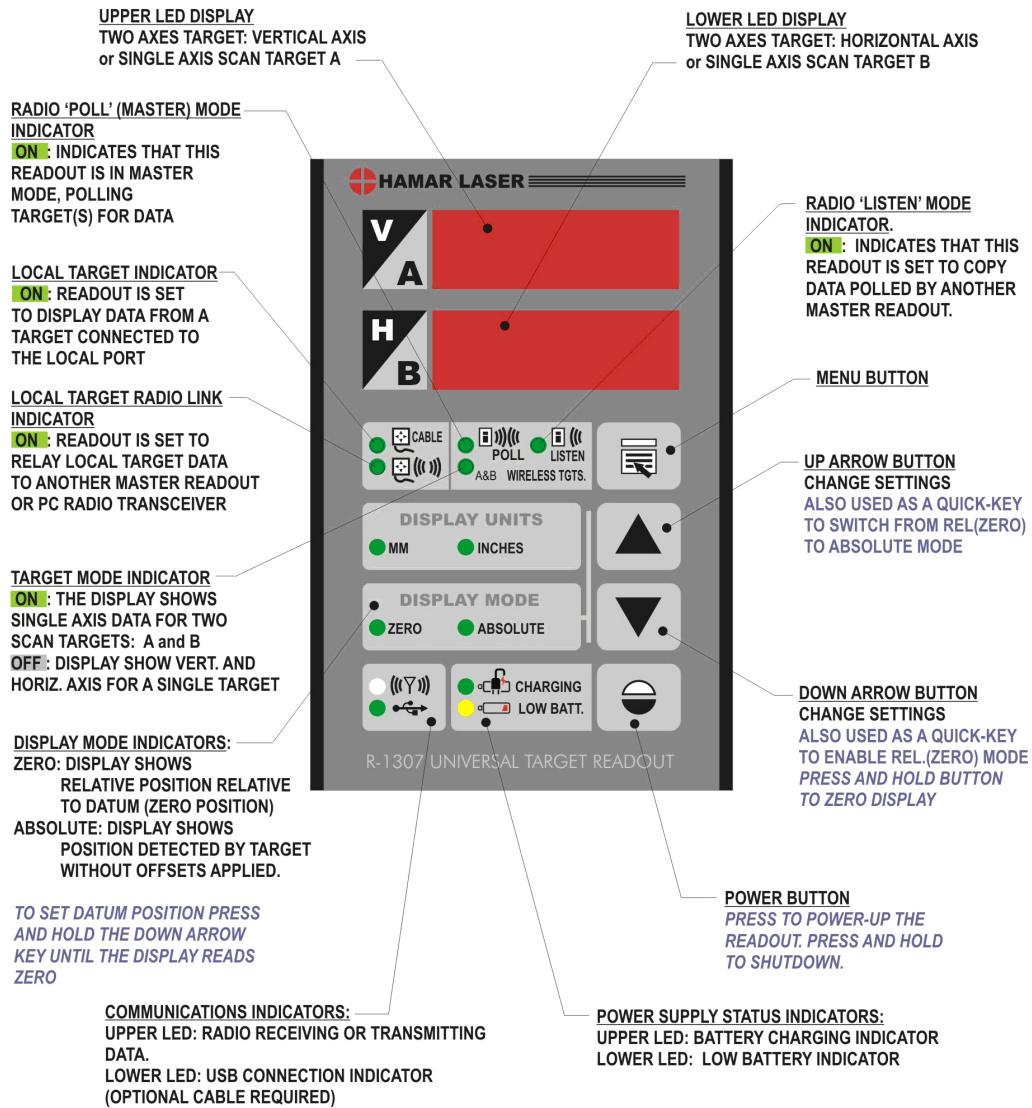 UPPER LED DISPLAY
TWO AXES TARGET: VERTICAL AXIS
or SINGLE AXIS SCAN TARGET A
LOWER LED DISPLAY
TWO AXES TARGET: HORIZONTAL AXIS
or SINGLE AXIS SCAN TARGET B
RADIO ‘POLL’ (MASTER) MODE
INDICATOR
ON : INDICATES THAT THIS
READOUT IS IN MASTER
MODE, POLLING
TARGET(S) FOR DATA
LOCAL TARGET INDICATOR
ON : READOUT IS SET
TO DISPLAY DATA FROM A
TARGET CONNECTED TO
THE LOCAL PORT
LOCAL TARGET RADIO LINK
INDICATOR
ON : READOUT IS SET TO
RELAY LOCAL TARGET DATA
TO ANOTHER MASTER READOUT
OR PC RADIO TRANSCEIVER
TARGET MODE INDICATOR
ON : THE DISPLAY SHOWS
SINGLE AXIS DATA FOR TWO
SCAN TARGETS: A and B
OFF : DISPLAY SHOW VERT. AND
HORIZ. AXIS FOR A SINGLE TARGET
DISPLAY MODE INDICATORS:
ZERO: DISPLAY SHOWS
RELATIVE POSITION RELATIVE
TO DATUM (ZERO POSITION)
ABSOLUTE: DISPLAY SHOWS
POSITION DETECTED BY TARGET
WITHOUT OFFSETS APPLIED.
TO SET DATUM POSITION PRESS
AND HOLD THE DOWN ARROW
KEY UNTIL THE DISPLAY READS
ZERO
HAMAR LASER
V
A
H
B
CABLE
POLL
LISTEN
A&B WIRELESS TGTS.
DISPLAY UNITS
MM INCHES
DISPLAY MODE
ZERO ABSOLUTE
CHARGING
LOW BATT.
R-1307 UNIVERSAL TARGET READOUT
RADIO ‘LISTEN’ MODE
INDICATOR.
ON : INDICATES THAT THIS
READOUT IS SET TO COPY
DATA POLLED BY ANOTHER
MASTER READOUT.
MENU BUTTON
UP ARROW BUTTON
CHANGE SETTINGS
ALSO USED AS A QUICK-KEY
TO SWITCH FROM REL(ZERO)
TO ABSOLUTE MODE
DOWN ARROW BUTTON
CHANGE SETTINGS
ALSO USED AS A QUICK-KEY
TO ENABLE REL.(ZERO) MODE
PRESS AND HOLD BUTTON
TO ZERO DISPLAY
POWER BUTTON
PRESS TO POWER-UP THE
READOUT. PRESS AND HOLD
TO SHUTDOWN.
COMMUNICATIONS INDICATORS:
UPPER LED: RADIO RECEIVING OR TRANSMITTING
DATA.
LOWER LED: USB CONNECTION INDICATOR
(OPTIONAL CABLE REQUIRED)
POWER SUPPLY STATUS INDICATORS:
UPPER LED: BATTERY CHARGING INDICATOR
LOWER LED: LOW BATTERY INDICATOR